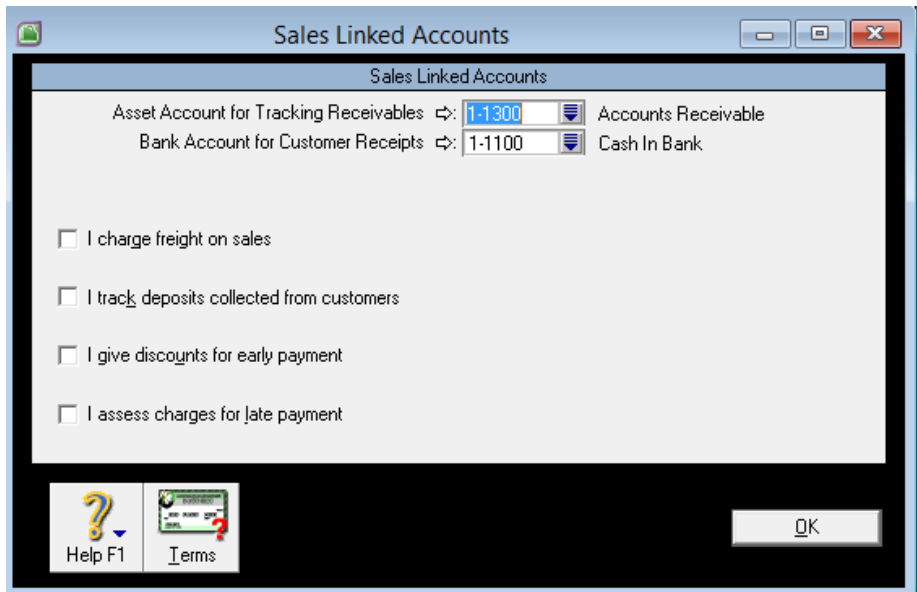 Sales Linked Accounts
Sales Linked Accounts
Asset Account for Tracking Receivables ⇨: 1-1300 Accounts Receivable
Bank Account for Customer Receipts ⇨: 1-1100 Cash In Bank
I charge freight on sales
I track deposits collected from customers
I give discounts for early payment
I assess charges for late payment
Help F1 Terms OK